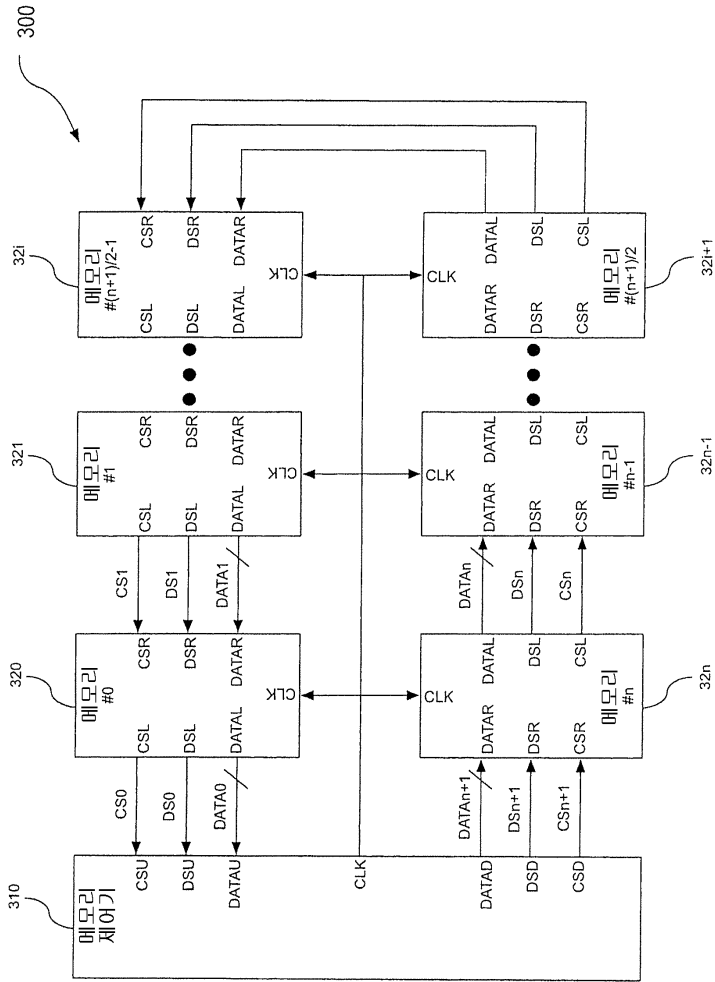 300
310
메모리
제어기
CSU
DSU
DATAU
CLK
DATAD
DSD
CSD
CS0
DS0
DATA0
DATAn+1
DSn+1
CSn+1
320
메모리
#0
CSL
CSR
DSL
DSR
DATAL
DATAR
CLK
CS1
DS1
DATA1
321
메모리
#1
CSL
CSR
DSL
DSR
DATAL
DATAR
CLK
32i
메모리
#(n+1)/2-1
CSL
CSR
DSL
DSR
DATAL
DATAR
CLK
CLK
DATAR
DATAL
DSR
DSL
CSR
CSL
메모리
#n
32n
DATAn
DSn
CSn
CLK
DATAR
DATAL
DSR
DSL
CSR
CSL
메모리
#n-1
32n-1
CLK
DATAR
DATAL
DSR
DSL
CSR
CSL
메모리
#(n+1)/2
32i+1